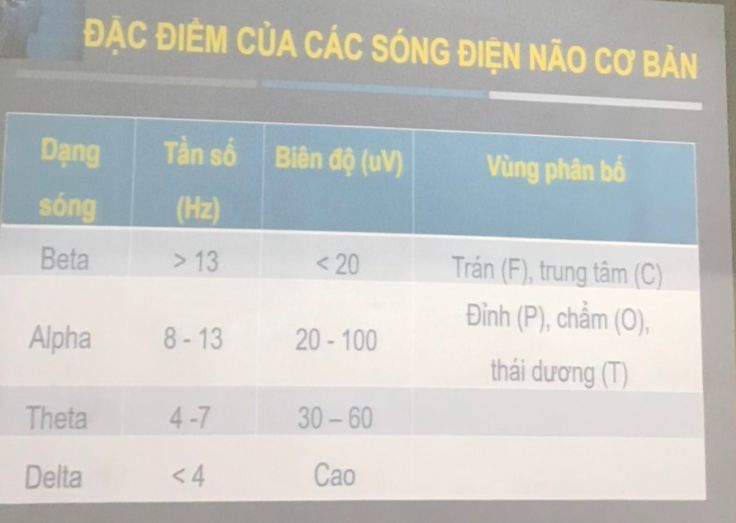 ĐẶC ĐIỂM CỦA CÁC SÓNG ĐIỆN NÃO CƠ BẢN
Dạng sóng Tần số (Hz) Biên độ (uV) Vùng phân bố
Beta > 13 < 20 Trán (F), trung tâm (C)
Alpha 8 - 13 20 - 100 Đỉnh (P), chẩm (O),
thái dương (T)
Theta 4 -7 30 – 60
Delta < 4 Cao